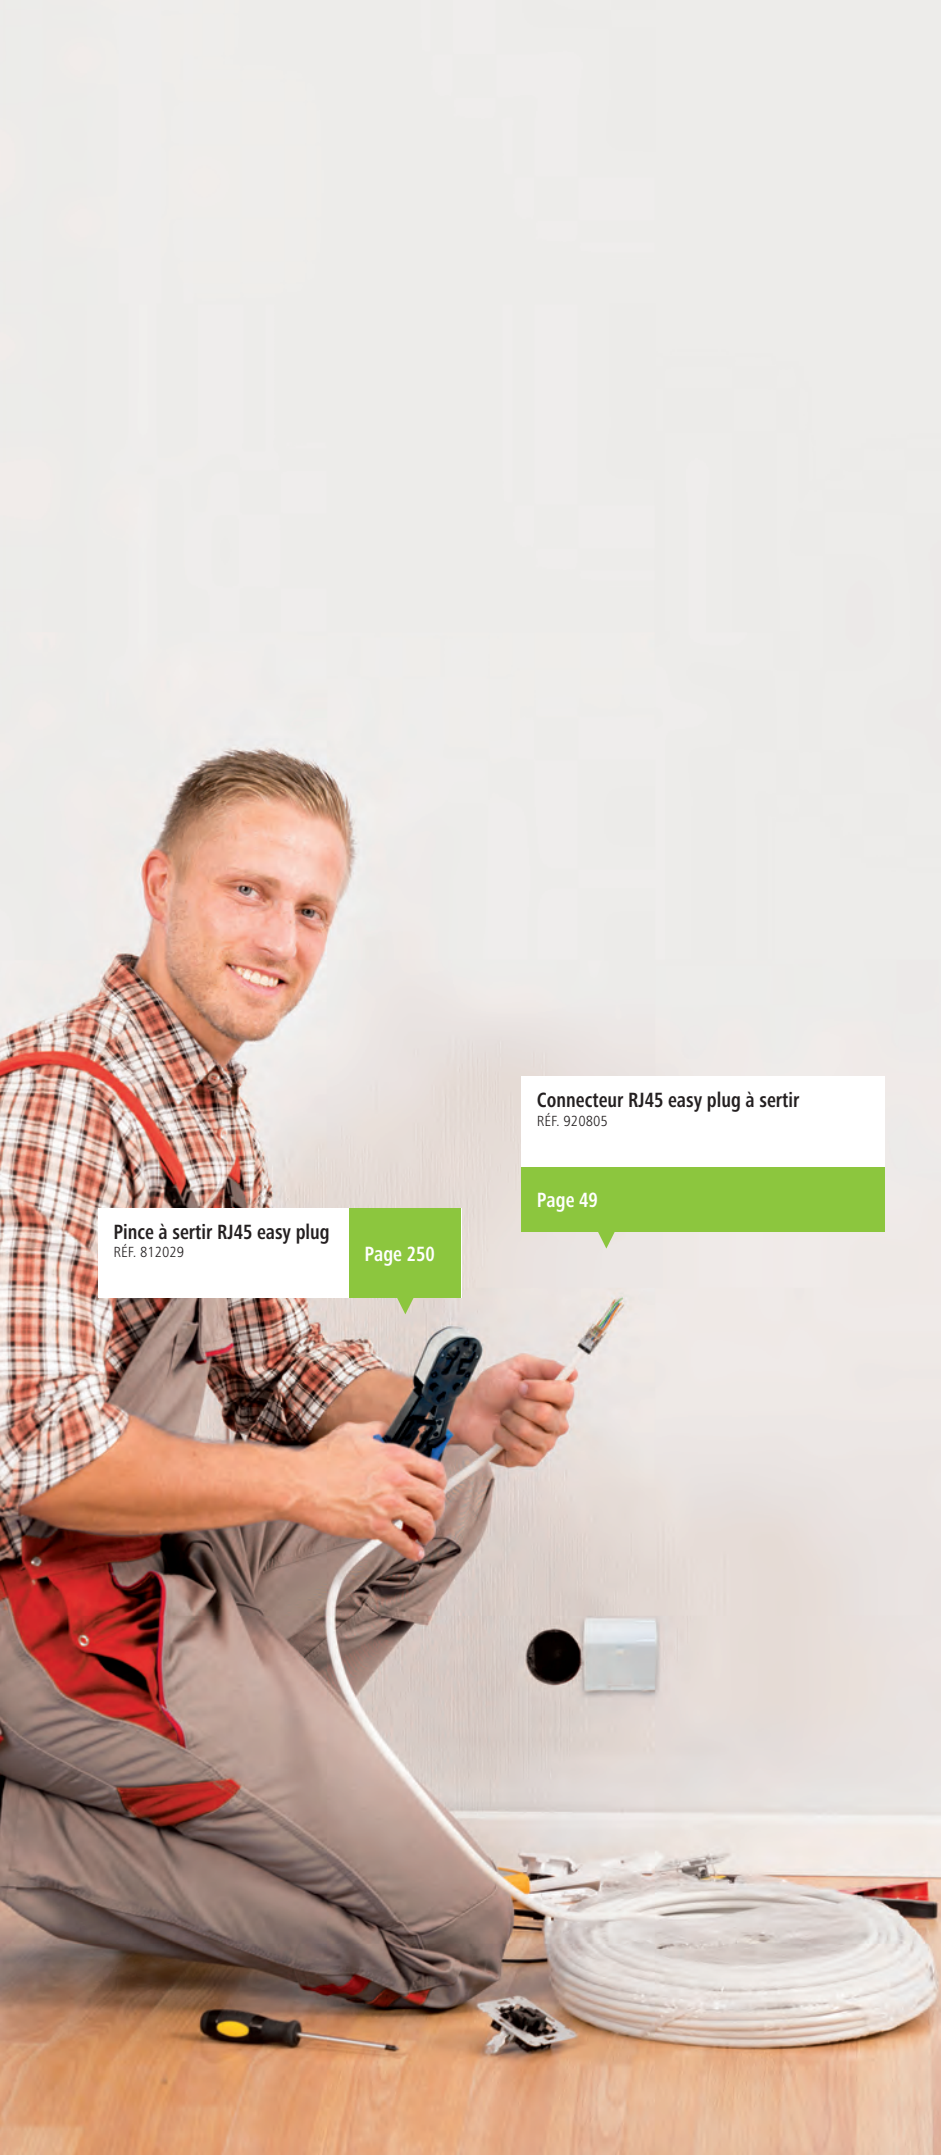 Connecteur RJ45 easy plug à sertir
RÉF. 920805
Page 49
Pince à sertir RJ45 easy plug
RÉF. 812029
Page 250